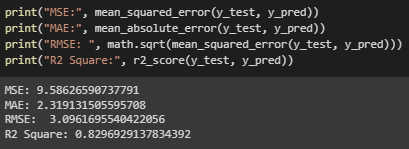 print("MSE:", mean_squared_error(y_test, y_pred))
print("MAE:", mean_absolute_error(y_test, y_pred))
print("RMSE: ", math.sqrt(mean_squared_error(y_test, y_pred)))
print("R2 Square:", r2_score(y_test, y_pred))
MSE: 9.58626590737791
MAE: 2.319131505595708
RMSE:  3.0961695540422056
R2 Square: 0.8296929137834392